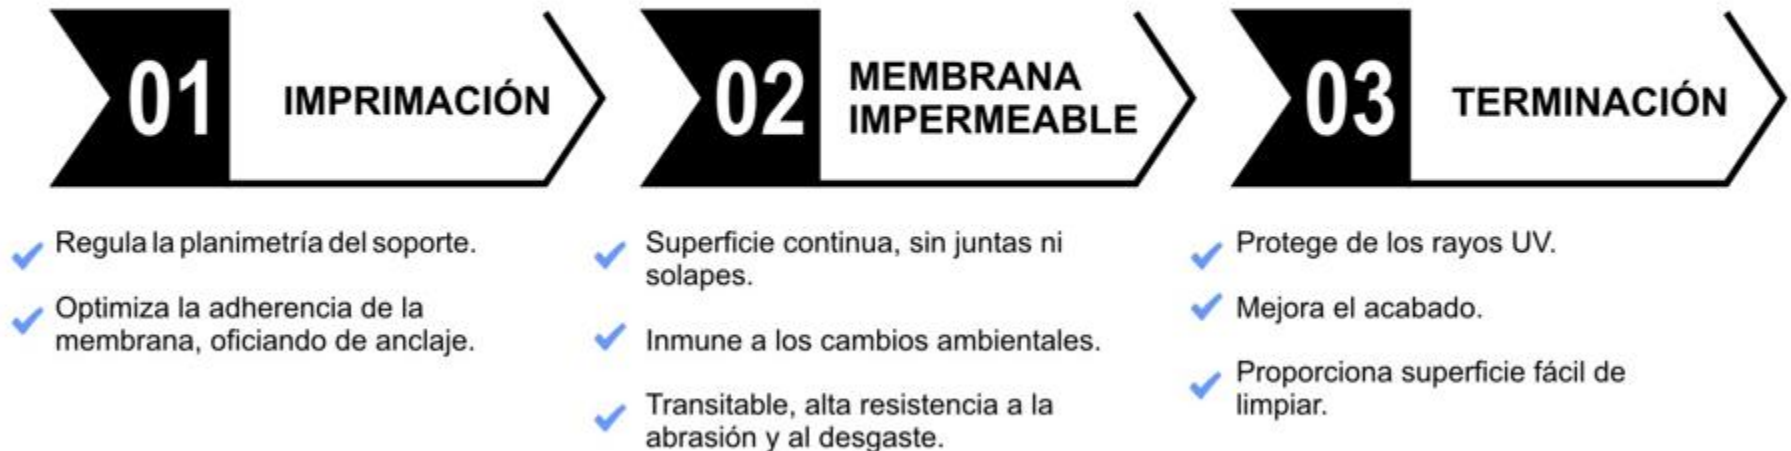 01
IMPRIMACIÓN
Regula la planimetría del soporte.
Optimiza la adherencia de la
membrana, oficiando de anclaje.
02
MEMBRANA
IMPERMEABLE
Superficie continua, sin juntas ni
solapes.
Inmune a los cambios ambientales.
Transitable, alta resistencia a la
abrasión y al desgaste.
03
TERMINACIÓN
Protege de los rayos UV.
Mejora el acabado.
Proporciona superficie fácil de
limpiar.